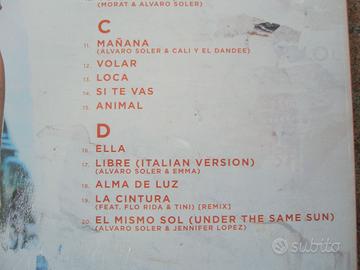 (MORAT & ALVARO SOLER)
C
11. MAÑANA
(ALVARO SOLER & CALI Y EL DANDEE)
12. VOLAR
13. LOCA
14. SI TE VAS
15. ANIMAL
D
16. ELLA
17. LIBRE (ITALIAN VERSION)
(ALVARO SOLER & EMMA)
18. ALMA DE LUZ
19. LA CINTURA
(FEAT. FLO RIDA & TINI) [REMIX]
20. EL MISMO SOL (UNDER THE SAME SUN)
(ALVARO SOLER & JENNIFER LOPEZ)
subito